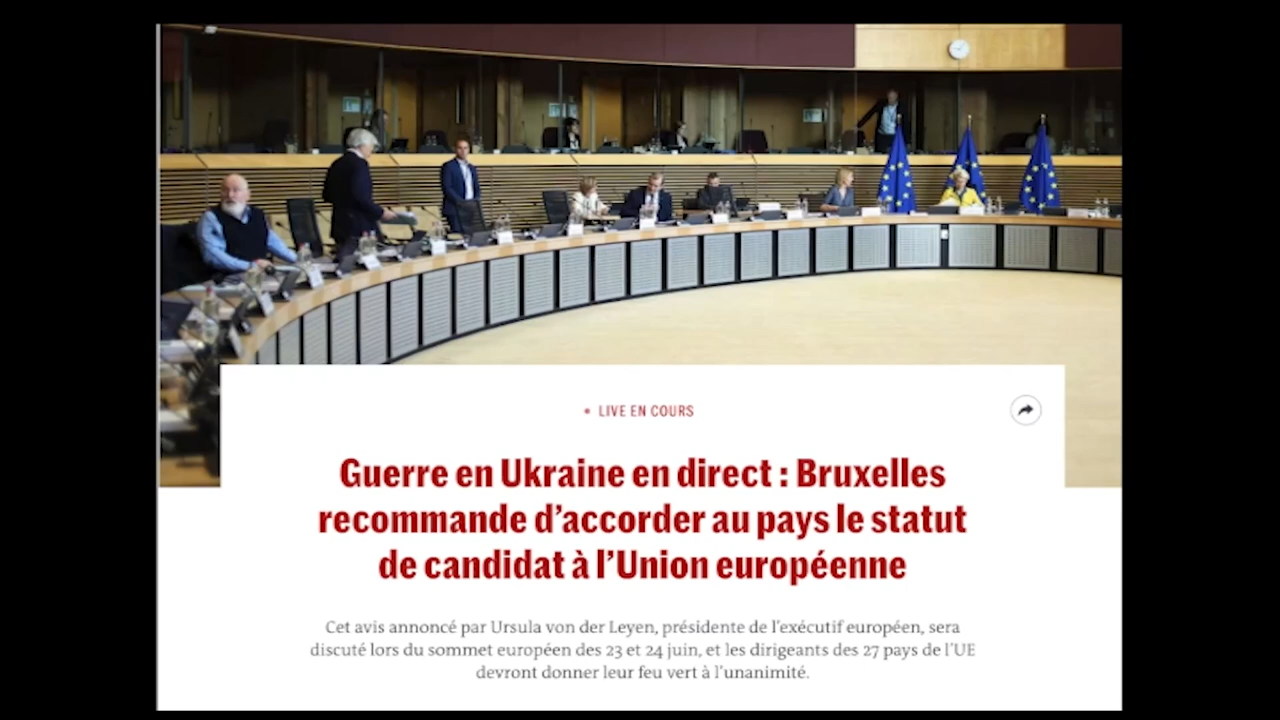 LIVE EN COURS
Guerre en Ukraine en direct : Bruxelles
recommande d’accorder au pays le statut
de candidat à l’Union européenne
Cet avis annoncé par Ursula von der Leyen, présidente de l’exécutif européen, sera
discuté lors du sommet européen des 23 et 24 juin, et les dirigeants des 27 pays de l’UE
devront donner leur feu vert à l’unanimité.